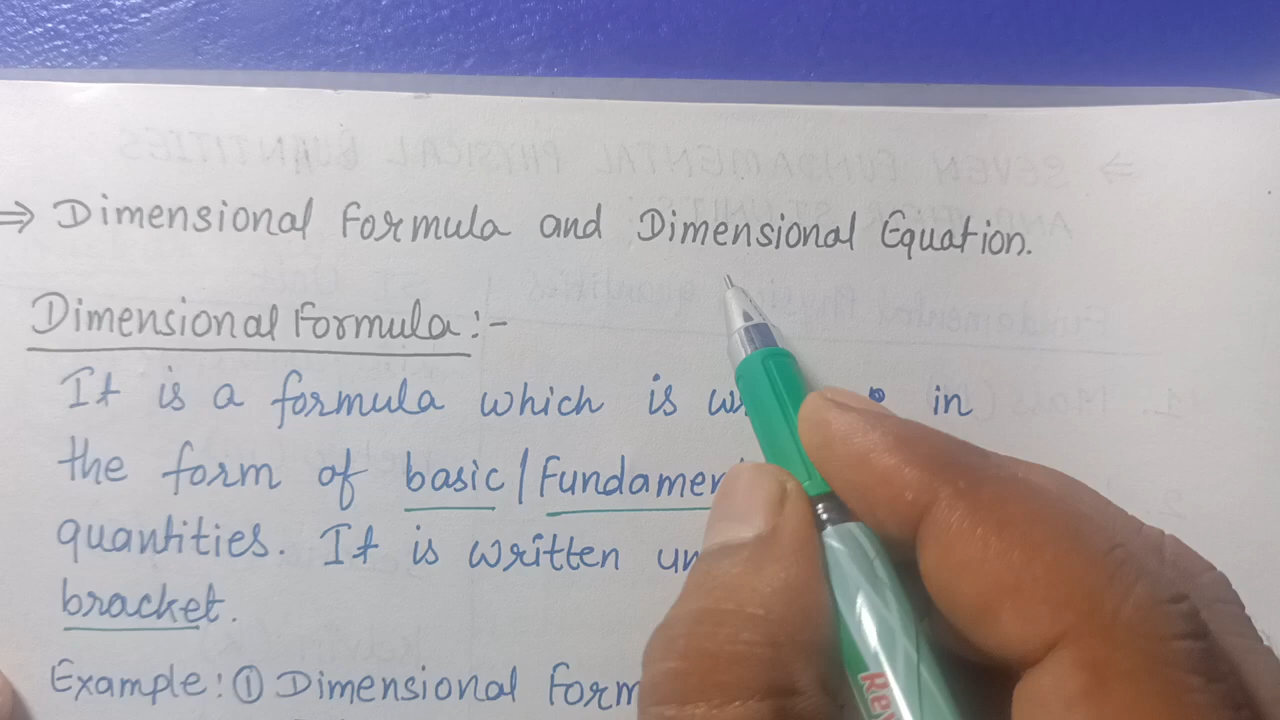 ⇒ Dimensional Formula and Dimensional Equation.
Dimensional Formula :-
It is a formula which is in
the form of basic/Fundamen
quantities. It is written un
bracket.
Example: ① Dimensional Form
Rey